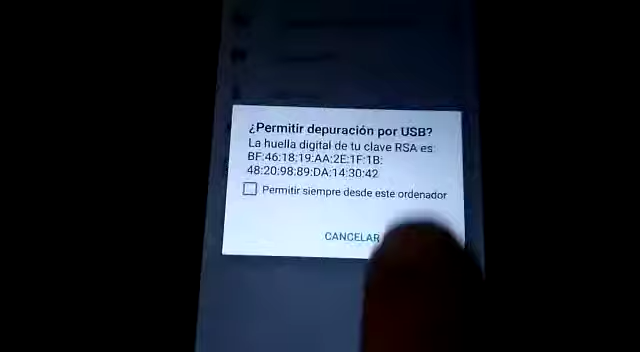 ¿Permitir depuración por USB?
La huella digital de tu clave RSA es:
BF:46:18:19:AA:2E:1F:1B:
48:20:98:89:DA:14:30:42
Permitir siempre desde este ordenador
CANCELAR